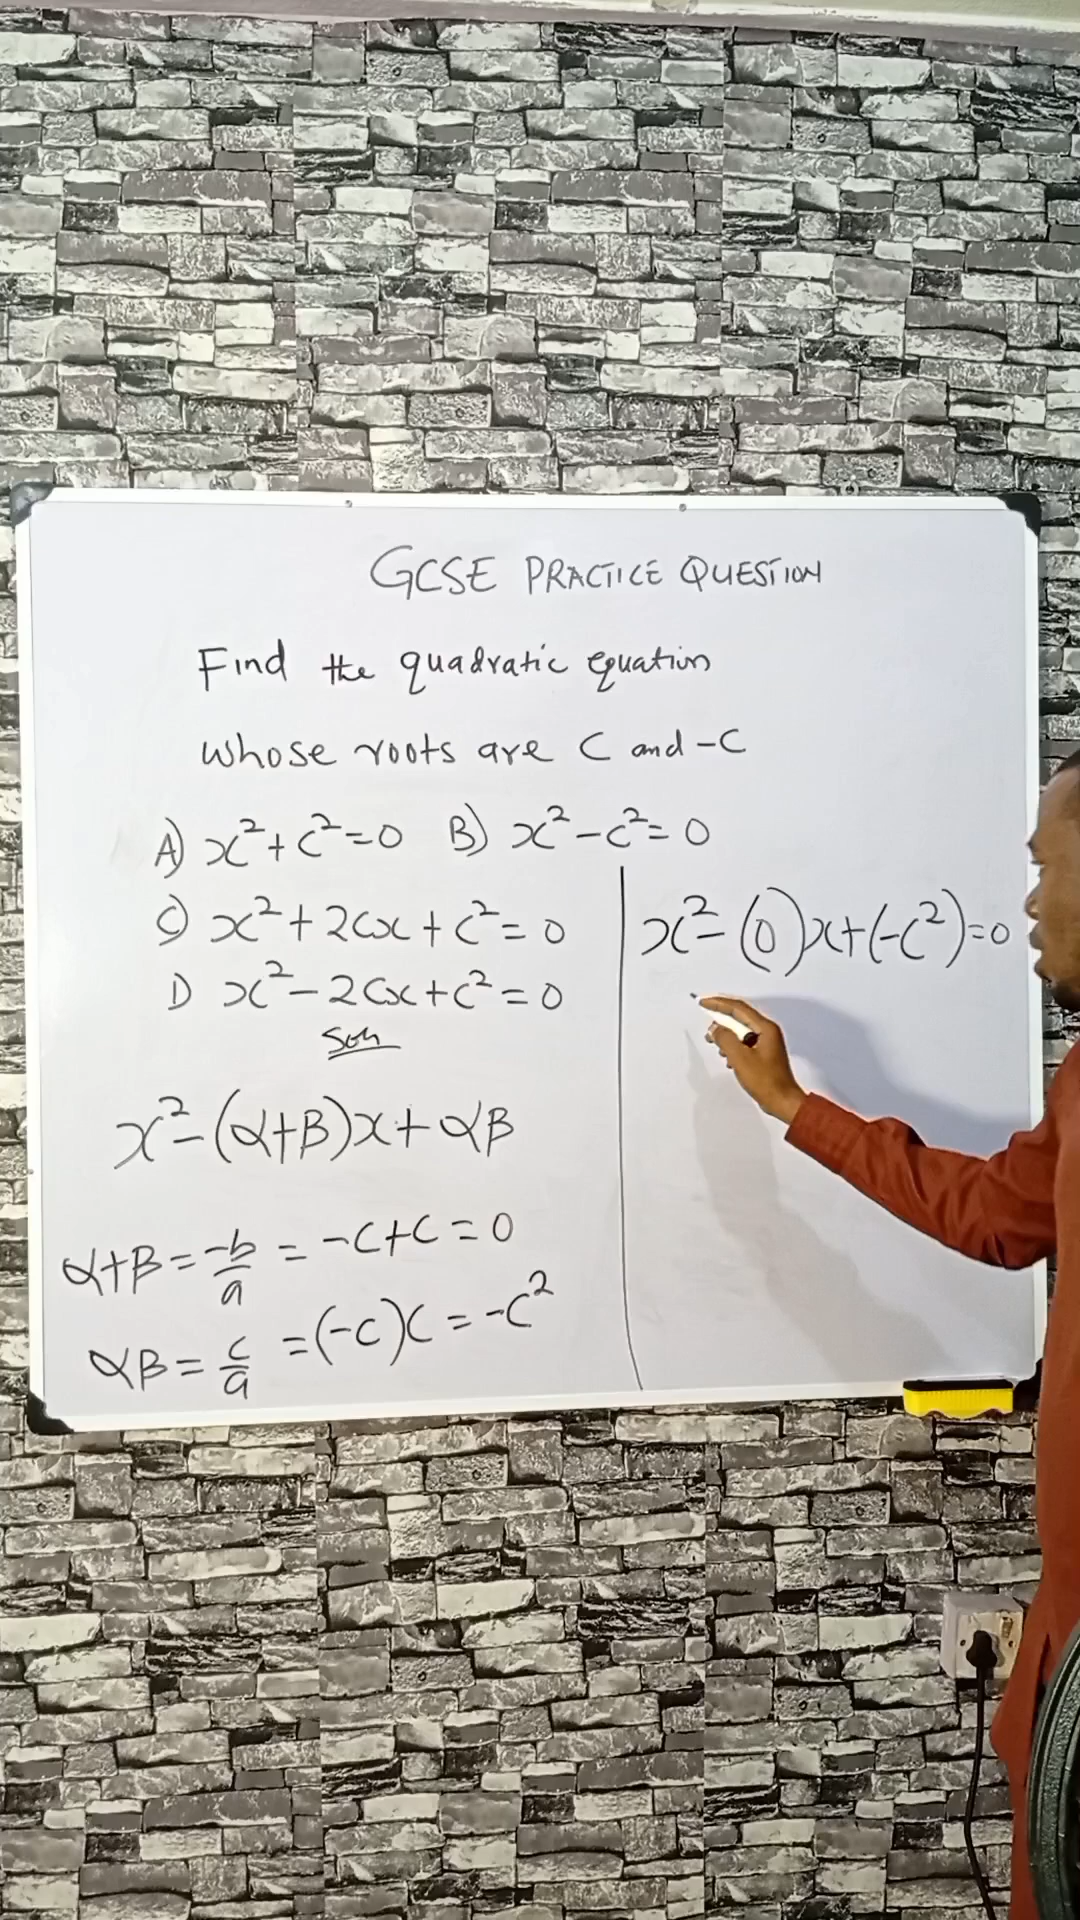 GCSE PRACTICE QUESTION
Find the quadratic equation
whose roots are C and -C
A) x²+c²=0 B) x²-c²=0
C) x²+2cx+c²=0
D x²-2cx+c²=0
Soln
x²-(α+β)x+αβ
α+β=-b/a=-c+c=0
αβ=c/a=(-c)c=-c²
x²-(0)x+(-c²)=0